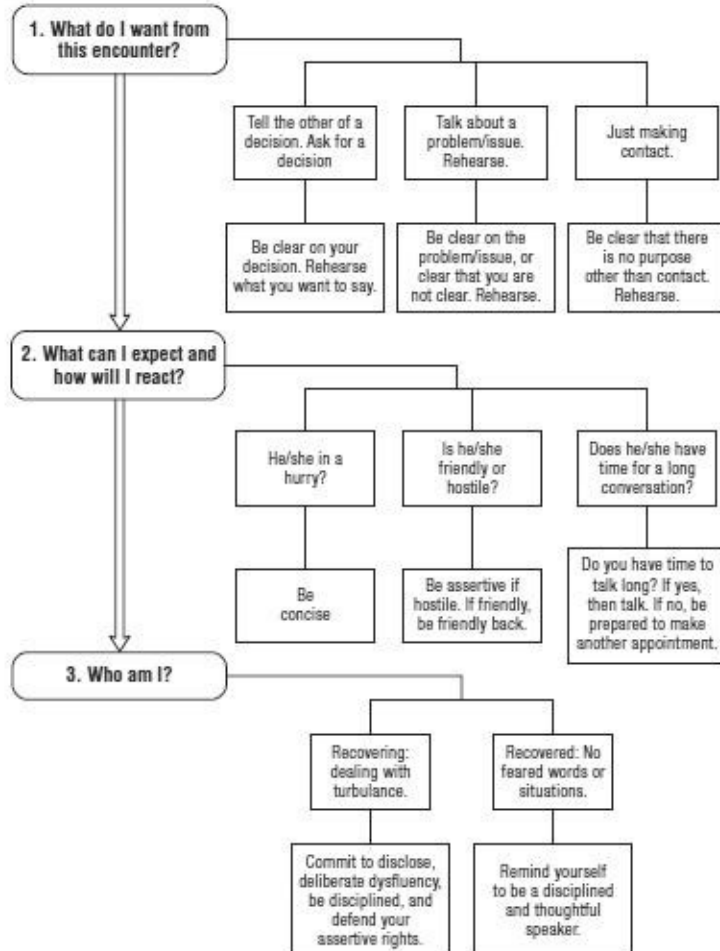 1. What do I want from
this encounter?
Tell the other of a
decision. Ask for a
decision
Talk about a
problem/issue.
Rehearse.
Just making
contact.
Be clear on your
decision. Rehearse
what you want to say.
Be clear on the
problem/issue, or
clear that you are
not clear. Rehearse.
Be clear that there
is no purpose
other than contact.
Rehearse.
2. What can I expect and
how will I react?
He/she in a
hurry?
Is he/she
friendly or
hostile?
Does he/she have
time for a long
conversation?
Be
concise
Be assertive if
hostile. If friendly,
be friendly back.
Do you have time to
talk long? If yes,
then talk. If no, be
prepared to make
another appointment.
3. Who am I?
Recovering:
dealing with
turbulance.
Recovered: No
feared words or
situations.
Commit to disclose,
deliberate dysfluency,
be disciplined, and
defend your
assertive rights.
Remind yourself
to be a disciplined
and thoughtful
speaker.